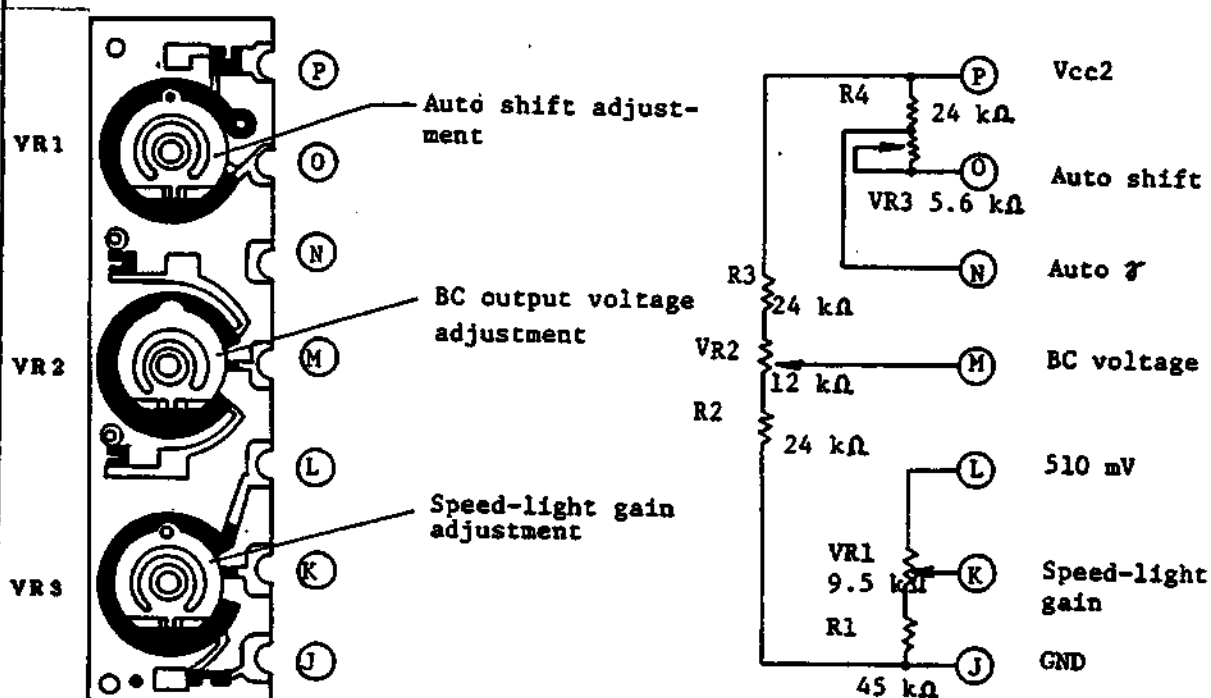 VR1
VR2
VR3
P
O
N
M
L
K
J
Auto shift adjust-
ment
BC output voltage
adjustment
Speed-light gain
adjustment
P
Vcc2
R4
24 kΩ
O
Auto shift
VR3 5.6 kΩ
N
Auto γ
R3
24 kΩ
VR2
12 kΩ
M
BC voltage
R2
24 kΩ
L
510 mV
VR1
9.5 kΩ
K
Speed-light
gain
R1
J
GND
45 kΩ